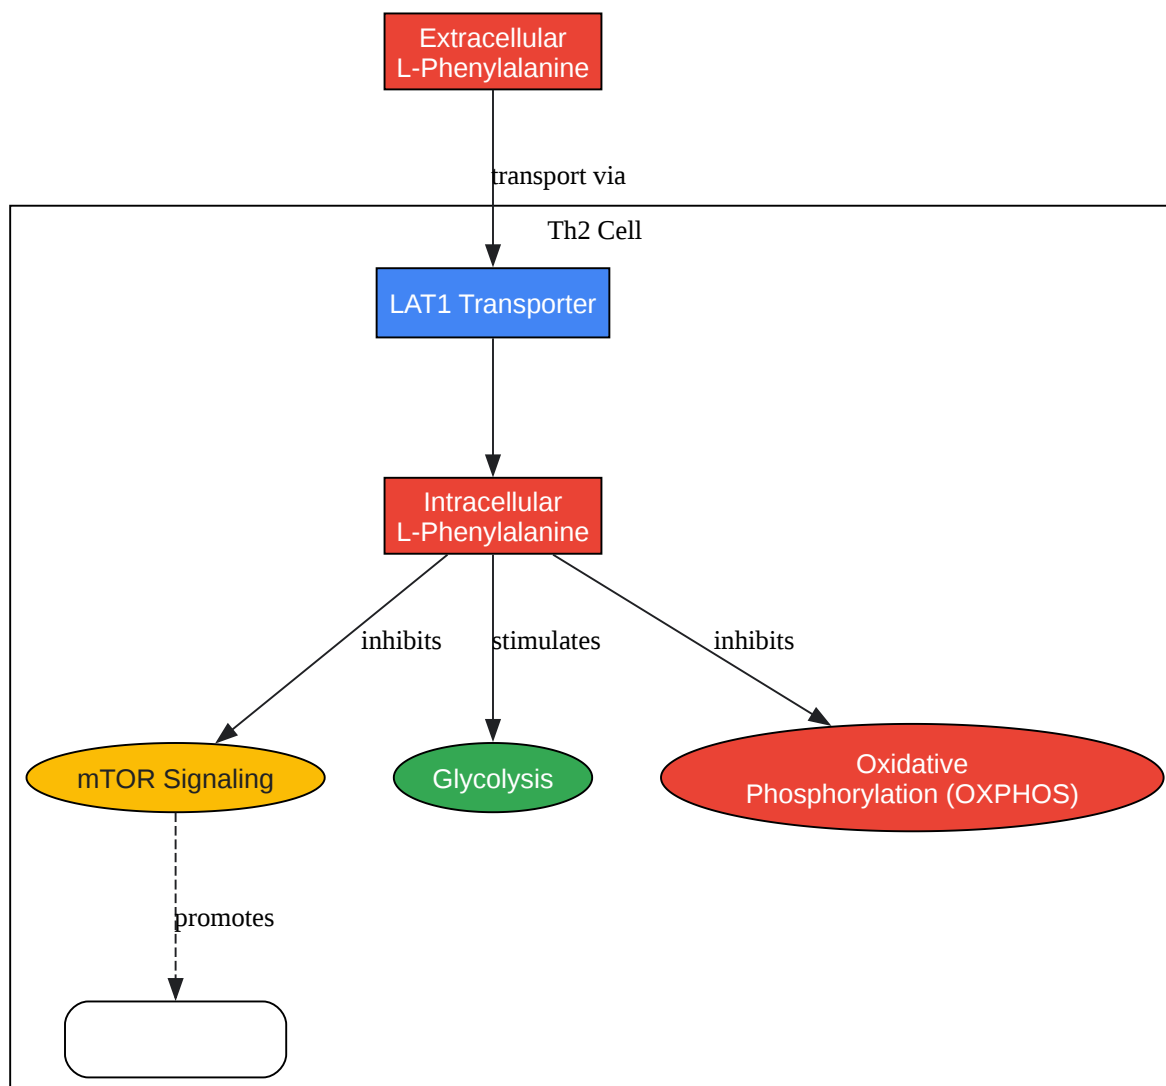 Extracellular
L-Phenylalanine
transport via
Th2 Cell
LAT1 Transporter
Intracellular
L-Phenylalanine
inhibits
stimulates
inhibits
mTOR Signaling
Glycolysis
Oxidative
Phosphorylation (OXPHOS)
promotes